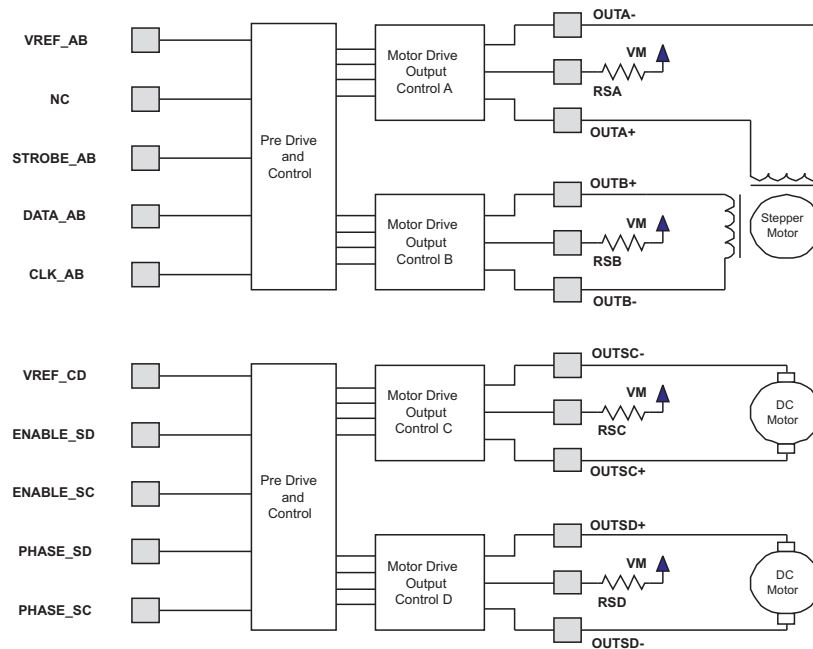 VREF_AB
NC
STROBE_AB
DATA_AB
CLK_AB
Pre Drive
and
Control
Motor Drive
Output
Control A
OUTA-
VM
RSA
OUTA+
Motor Drive
Output
Control B
OUTB+
VM
RSB
OUTB-
Stepper
Motor
VREF_CD
ENABLE_SD
ENABLE_SC
PHASE_SD
PHASE_SC
Pre Drive
and
Control
Motor Drive
Output
Control C
OUTSC-
VM
RSC
OUTSC+
DC
Motor
Motor Drive
Output
Control D
OUTSD+
VM
RSD
OUTSD-
DC
Motor